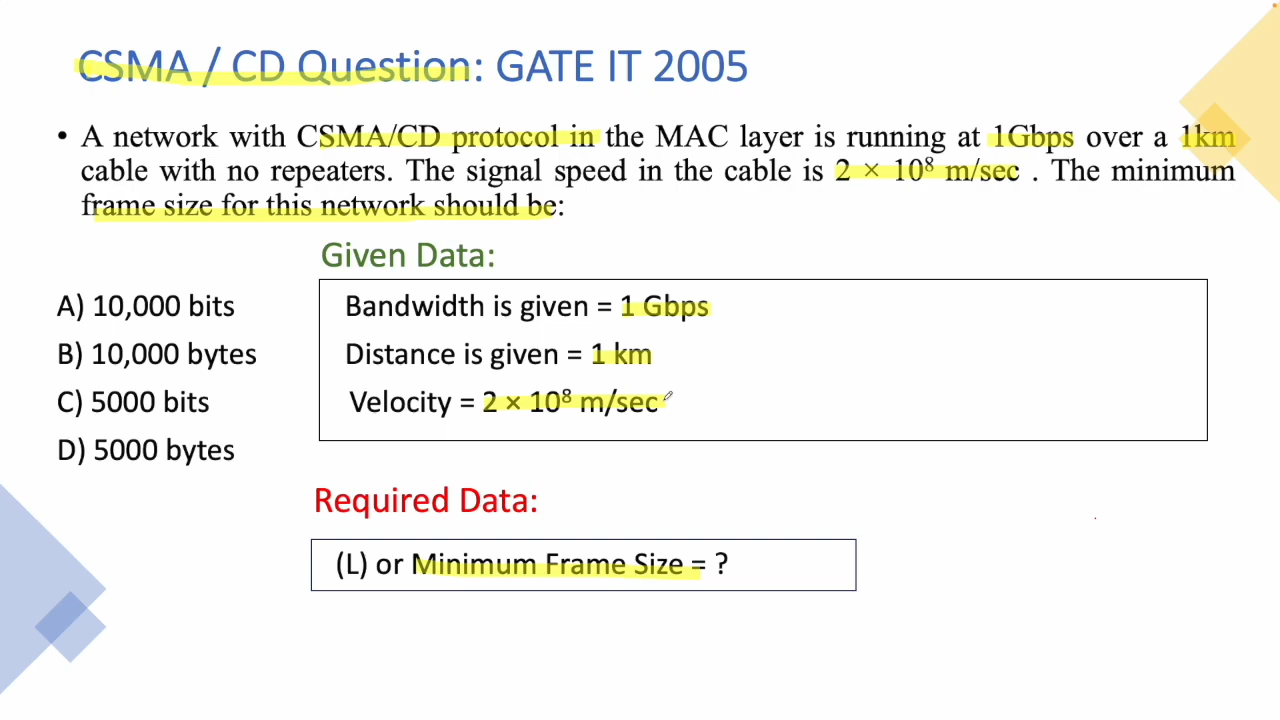 CSMA / CD Question: GATE IT 2005
• A network with CSMA/CD protocol in the MAC layer is running at 1Gbps over a 1km
cable with no repeaters. The signal speed in the cable is 2 × 10⁸ m/sec . The minimum
frame size for this network should be:
Given Data:
A) 10,000 bits
B) 10,000 bytes
C) 5000 bits
D) 5000 bytes
Bandwidth is given = 1 Gbps
Distance is given = 1 km
Velocity = 2 × 10⁸ m/sec
Required Data:
(L) or Minimum Frame Size = ?